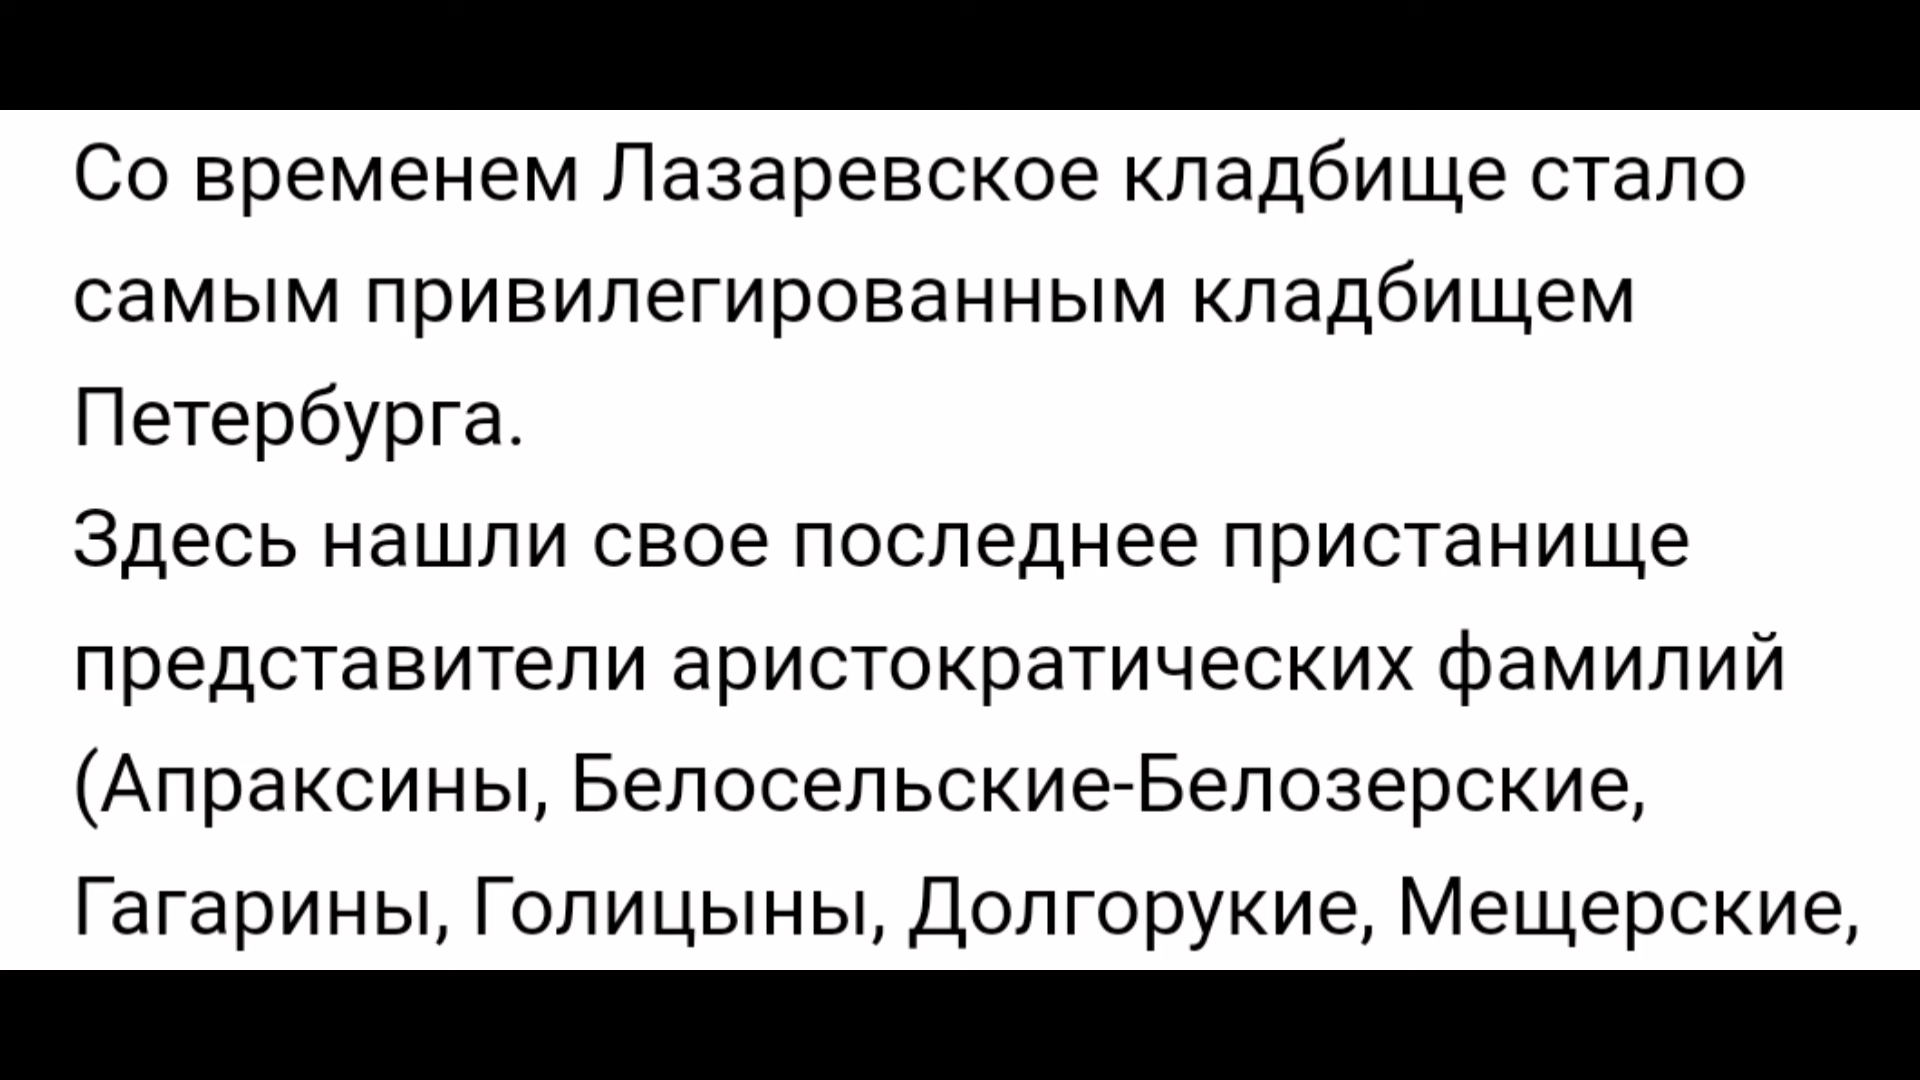 Со временем Лазаревское кладбище стало
самым привилегированным кладбищем
Петербурга.
Здесь нашли свое последнее пристанище
представители аристократических фамилий
(Апраксины, Белосельские-Белозерские,
Гагарины, Голицыны, Долгорукие, Мещерские,